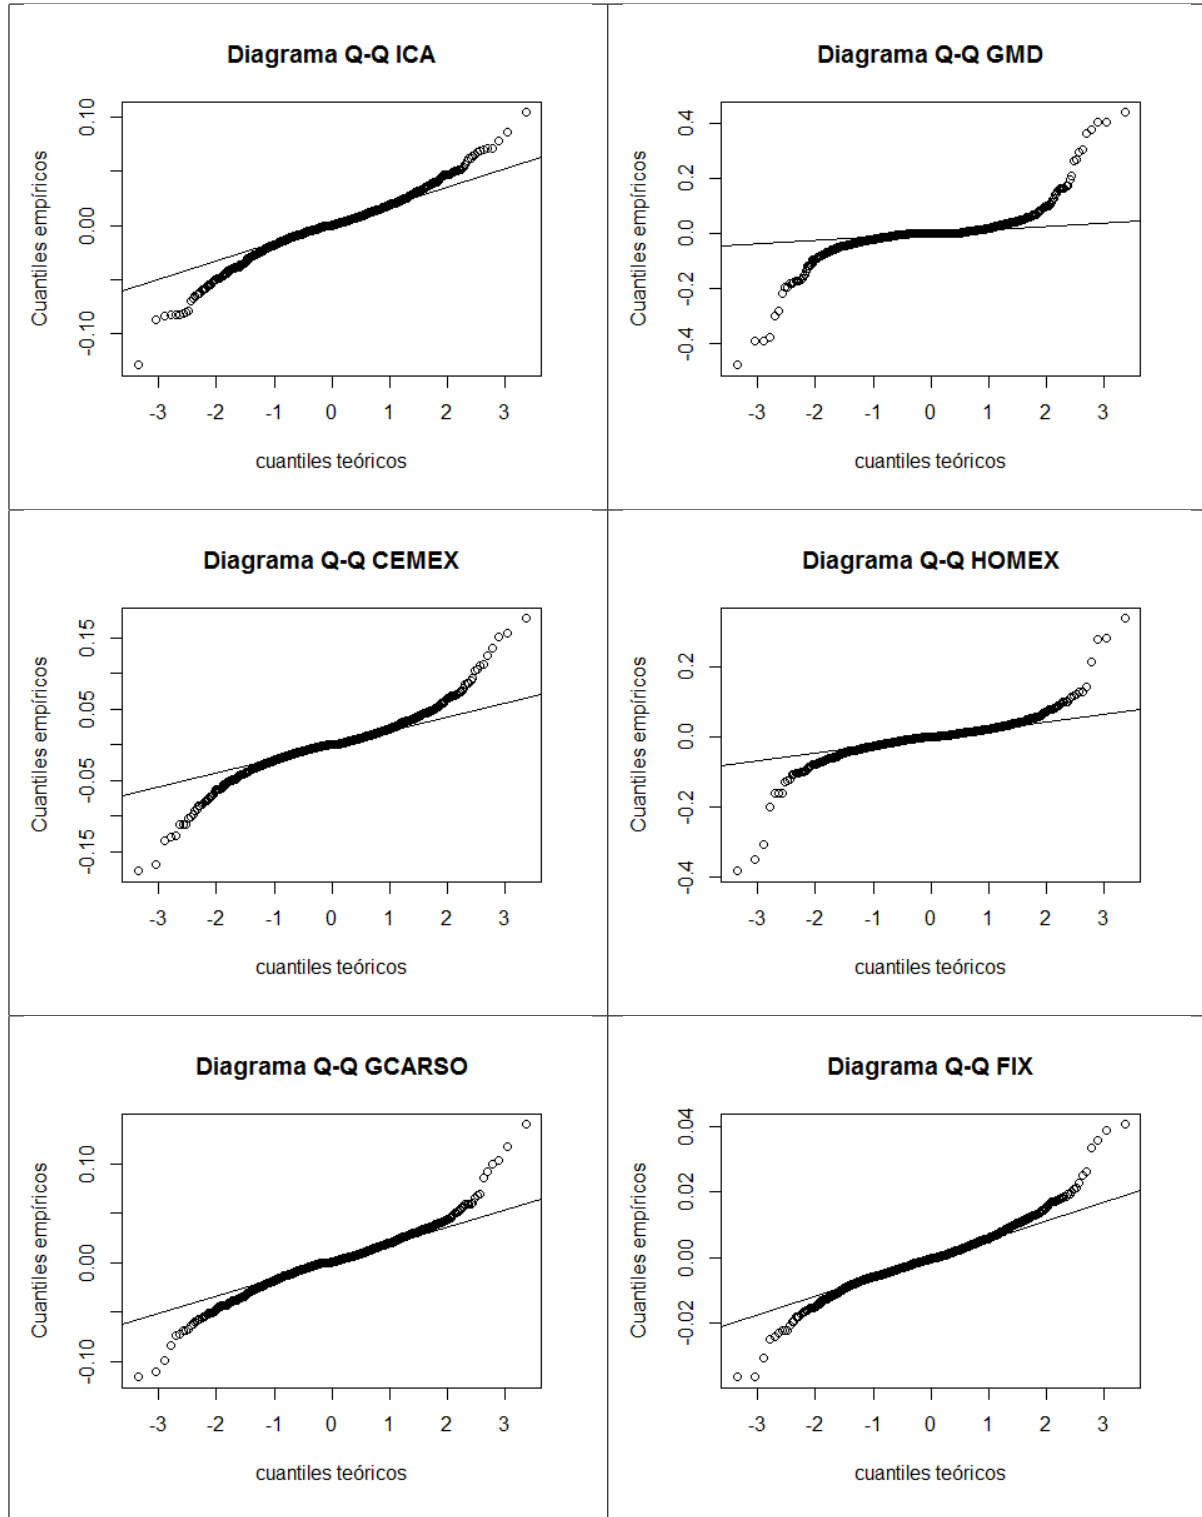 Diagrama Q-Q ICA
Cuantiles empíricos
0.10
0.00
-0.10
-3 -2 -1 0 1 2 3
cuantiles teóricos
Diagrama Q-Q GMD
Cuantiles empíricos
0.4
0.2
0.0
-0.2
-0.4
-3 -2 -1 0 1 2 3
cuantiles teóricos
Diagrama Q-Q CEMEX
Cuantiles empíricos
0.15
0.05
-0.05
-0.15
-3 -2 -1 0 1 2 3
cuantiles teóricos
Diagrama Q-Q HOMEX
Cuantiles empíricos
0.2
0.0
-0.2
-0.4
-3 -2 -1 0 1 2 3
cuantiles teóricos
Diagrama Q-Q GCARSO
Cuantiles empíricos
0.10
0.00
-0.10
-3 -2 -1 0 1 2 3
cuantiles teóricos
Diagrama Q-Q FIX
Cuantiles empíricos
0.04
0.02
0.00
-0.02
-3 -2 -1 0 1 2 3
cuantiles teóricos